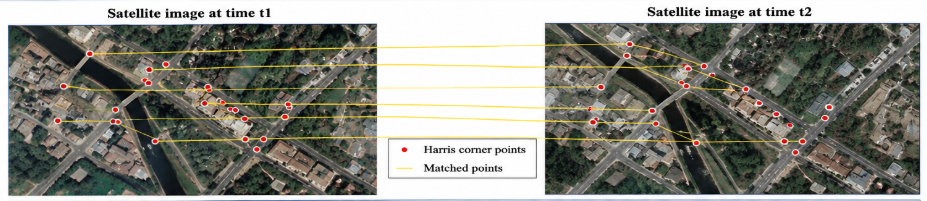 Satellite image at time t1
Satellite image at time t2
Harris corner points
Matched points